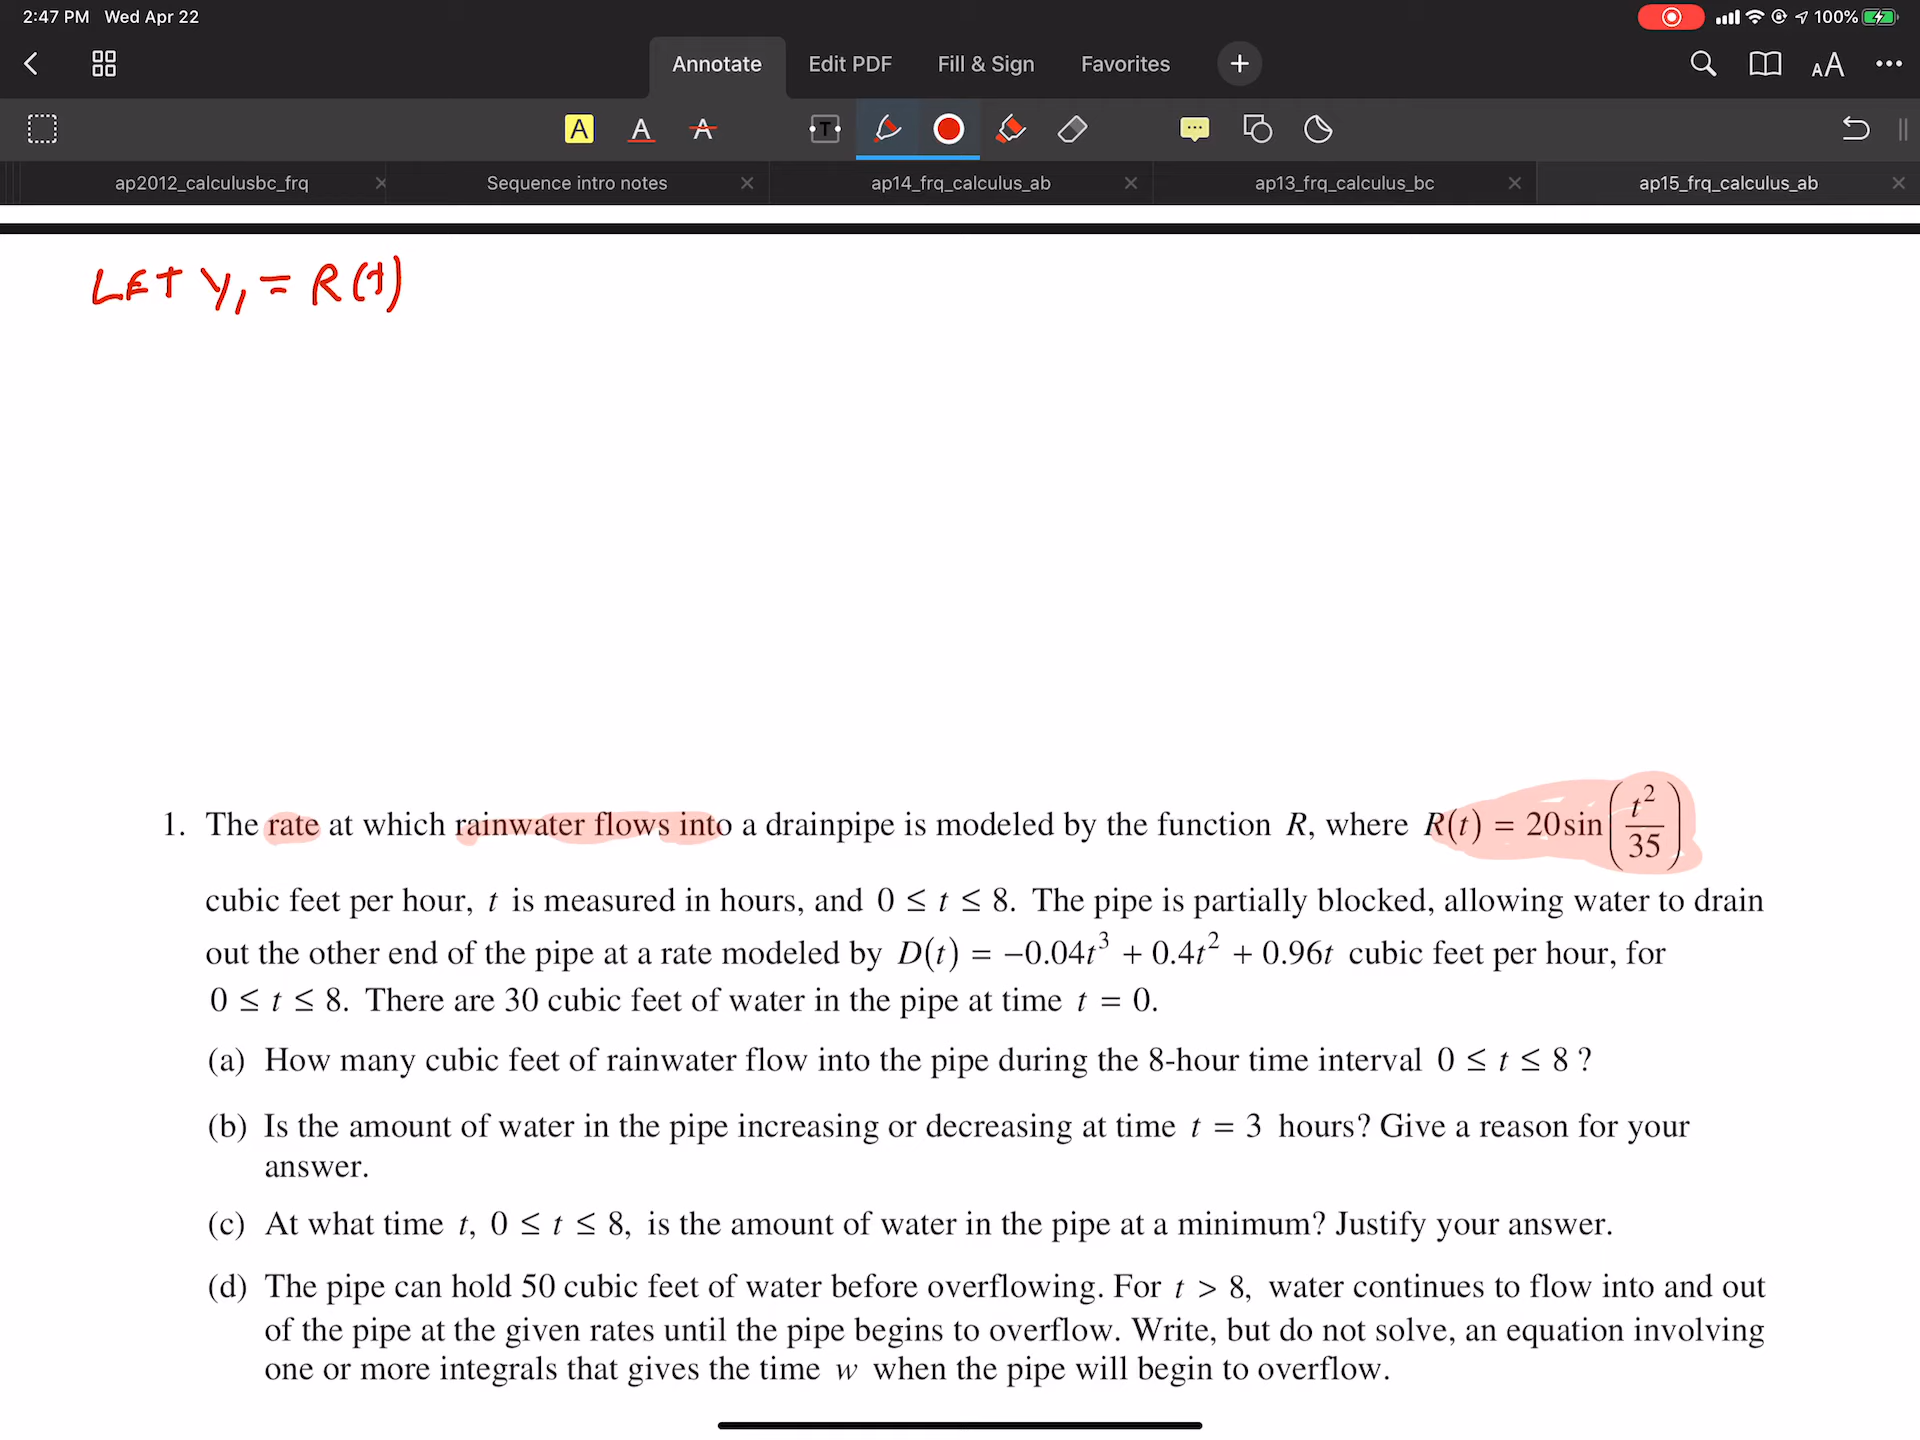 2:47 PM Wed Apr 22
100%
Annotate Edit PDF Fill & Sign Favorites +
AA
A A A T
ap2012_calculusbc_frq × Sequence intro notes × ap14_frq_calculus_ab × ap13_frq_calculus_bc × ap15_frq_calculus_ab ×
LET y₁ = R(t)
1. The rate at which rainwater flows into a drainpipe is modeled by the function R, where R(t) = 20sin(t²/35)
cubic feet per hour, t is measured in hours, and 0 ≤ t ≤ 8. The pipe is partially blocked, allowing water to drain
out the other end of the pipe at a rate modeled by D(t) = −0.04t³ + 0.4t² + 0.96t cubic feet per hour, for
0 ≤ t ≤ 8. There are 30 cubic feet of water in the pipe at time t = 0.
(a) How many cubic feet of rainwater flow into the pipe during the 8-hour time interval 0 ≤ t ≤ 8 ?
(b) Is the amount of water in the pipe increasing or decreasing at time t = 3 hours? Give a reason for your
answer.
(c) At what time t, 0 ≤ t ≤ 8, is the amount of water in the pipe at a minimum? Justify your answer.
(d) The pipe can hold 50 cubic feet of water before overflowing. For t > 8, water continues to flow into and out
of the pipe at the given rates until the pipe begins to overflow. Write, but do not solve, an equation involving
one or more integrals that gives the time w when the pipe will begin to overflow.